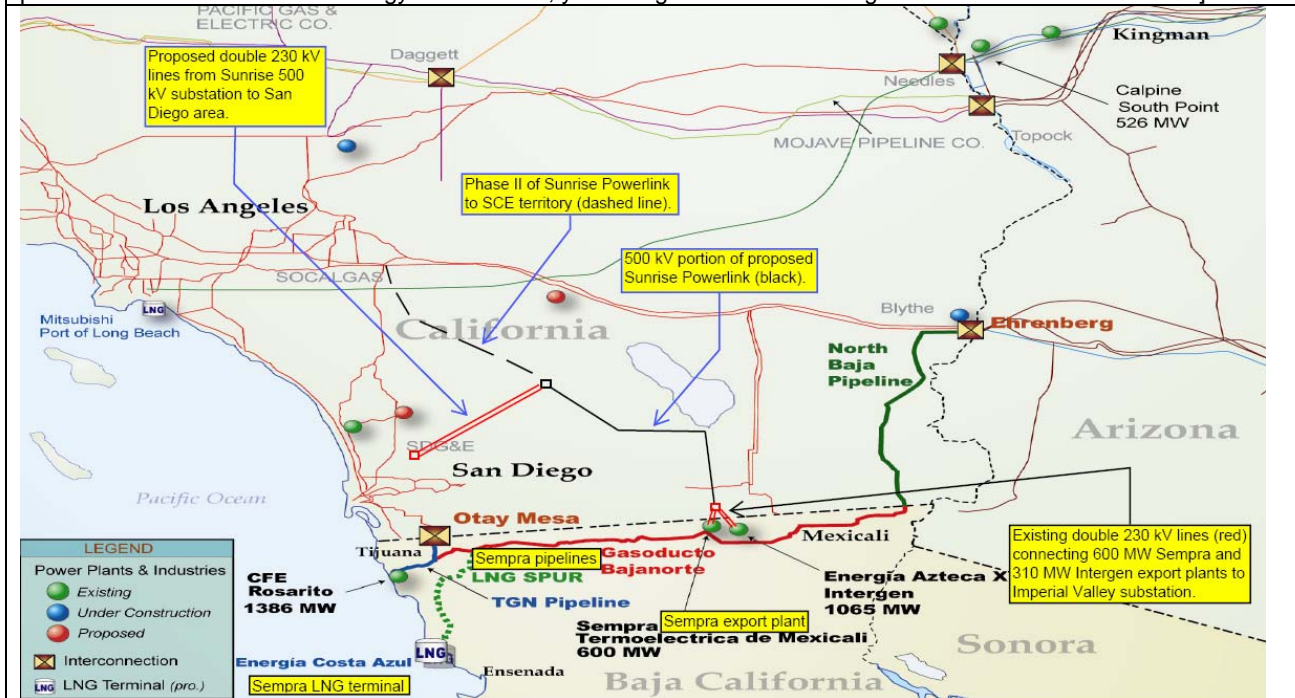 PACIFIC GAS &
ELECTRIC CO.
Proposed double 230 kV
lines from Sunrise 500
kV substation to San
Diego area.
Daggett
Needles
Kingman
Calpine
South Point
526 MW
Topock
MOJAVE PIPELINE CO.
Phase II of Sunrise Powerlink
to SCE territory (dashed line).
Los Angeles
500 kV portion of proposed
Sunrise Powerlink (black).
SOCALGAS
LNG
Mitsubishi
Port of Long Beach
California
Blythe
Ehrenberg
North
Baja
Pipeline
Arizona
SDG&E
San Diego
Pacific Ocean
Otay Mesa
Tijuana
Mexicali
Sempra pipelines
Gasoducto
Bajanorte
LNG SPUR
CFE
Rosarito
1386 MW
TGN Pipeline
Energía Azteca X
Intergen
1065 MW
Existing double 230 kV lines (red)
connecting 600 MW Sempra and
310 MW Intergen export plants to
Imperial Valley substation.
Sempra export plant
Sempra
Termoelectrica de Mexicali
600 MW
LNG
Energía Costa Azul
Sempra LNG terminal
Ensenada
Baja California
Sonora
LEGEND
Power Plants & Industries
Existing
Under Construction
Proposed
Interconnection
LNG LNG Terminal (pro.)